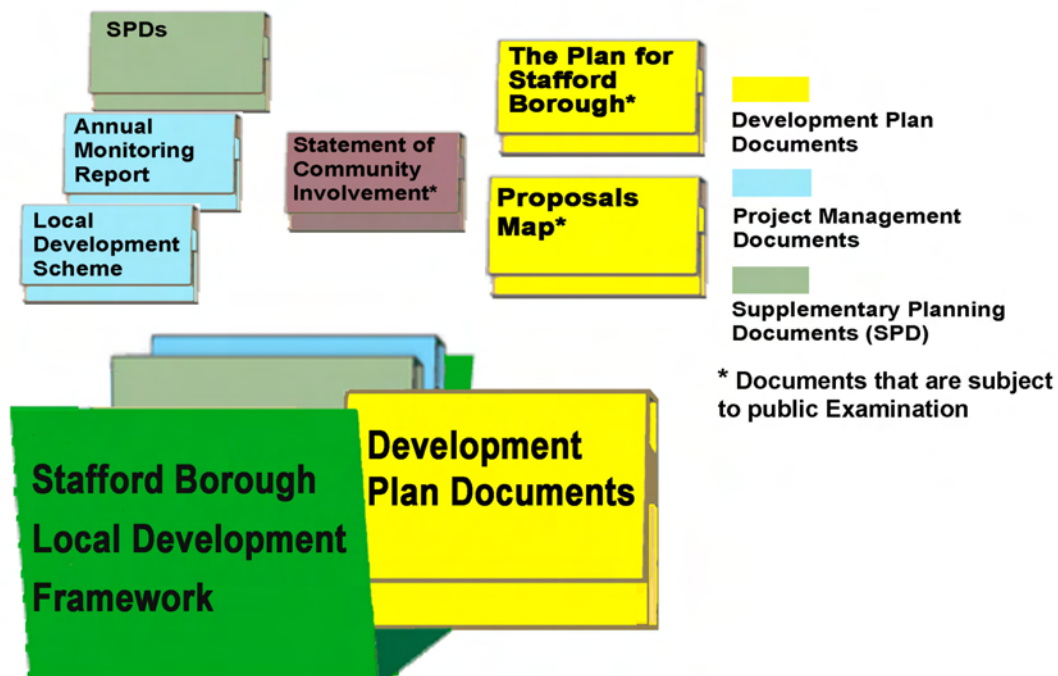 SPDs
Annual
Monitoring
Report
Local
Development
Scheme
Statement of
Community
Involvement*
The Plan for
Stafford
Borough*
Proposals
Map*
Development Plan
Documents
Project Management
Documents
Supplementary Planning
Documents (SPD)
* Documents that are subject
to public Examination
Stafford Borough
Local Development
Framework
Development
Plan Documents